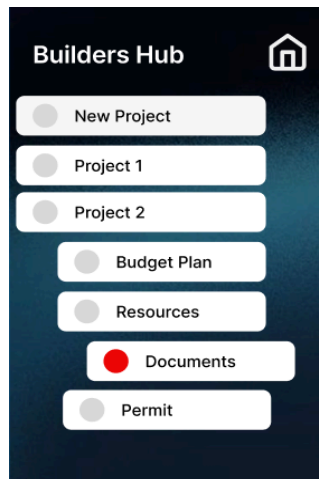 Builders Hub
New Project
Project 1
Project 2
Budget Plan
Resources
Documents
Permit